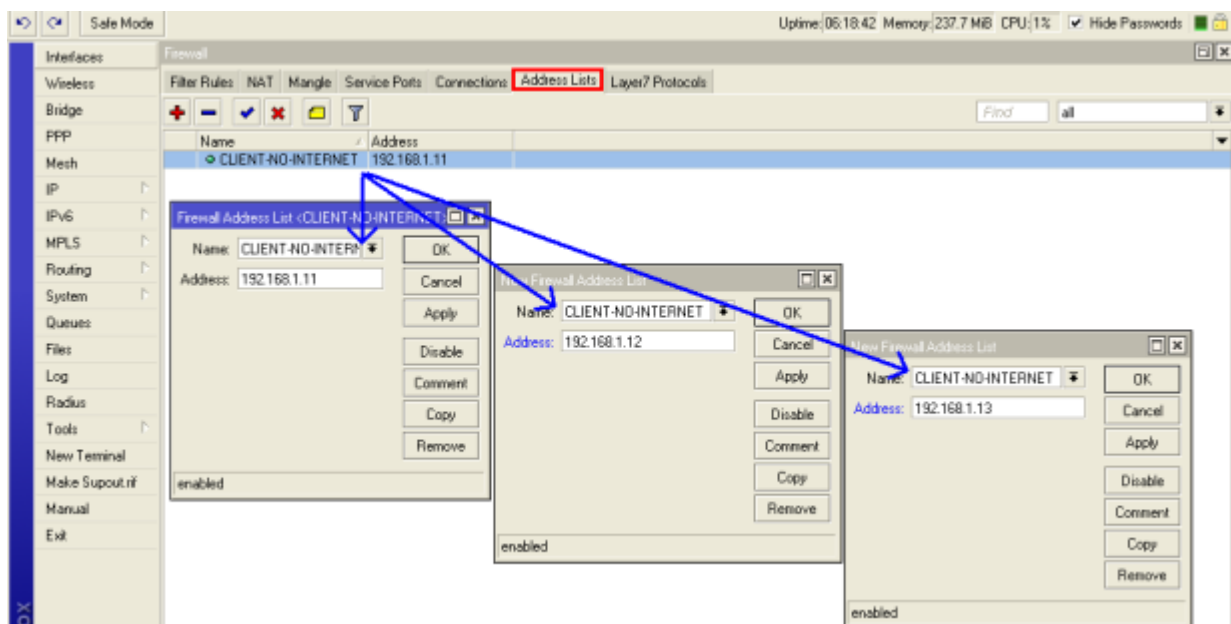 Safe Mode
Uptime: 06:18:42 Memory: 237.7 MiB CPU: 1% Hide Passwords
Interfaces
Wireless
Bridge
PPP
Mesh
IP
IPv6
MPLS
Routing
System
Queues
Files
Log
Radius
Tools
New Terminal
Make Supout.rif
Manual
Exit
Firewall
Filter Rules NAT Mangle Service Ports Connections Address Lists Layer7 Protocols
Find all
Name Address
CLIENT-NO-INTERNET 192.168.1.11
Firewall Address List <CLIENT-NO-INTERNET>
Name: CLIENT-NO-INTERN
Address: 192.168.1.11
OK
Cancel
Apply
Disable
Comment
Copy
Remove
enabled
New Firewall Address List
Name: CLIENT-NO-INTERNET
Address: 192.168.1.12
OK
Cancel
Apply
Disable
Comment
Copy
Remove
enabled
New Firewall Address List
Name: CLIENT-NO-INTERNET
Address: 192.168.1.13
OK
Cancel
Apply
Disable
Comment
Copy
Remove
enabled